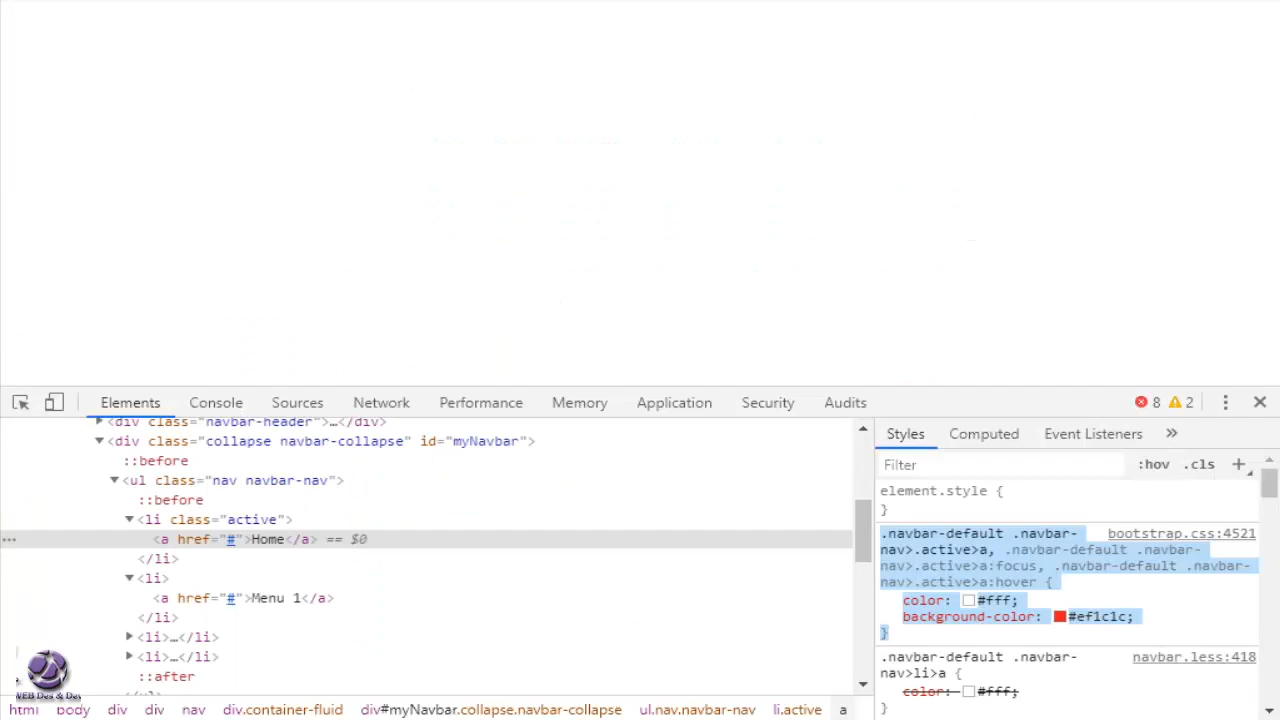 Elements Console Sources Network Performance Memory Application Security Audits 8 2
<div class="navbar-header">…</div>
<div class="collapse navbar-collapse" id="myNavbar">
::before
<ul class="nav navbar-nav">
::before
<li class="active">
<a href="#">Home</a> == $0
</li>
<li>
<a href="#">Menu 1</a>
</li>
<li>…</li>
<li>…</li>
::after
</ul>
html body div div nav div.container-fluid div#myNavbar.collapse.navbar-collapse ul.nav.navbar-nav li.active a
WEB Des & Des
Styles Computed Event Listeners »
Filter :hov .cls +
element.style {
}
.navbar-default .navbar- bootstrap.css:4521
nav>.active>a, .navbar-default .navbar-
nav>.active>a:focus, .navbar-default .navbar-
nav>.active>a:hover {
color: #fff;
background-color: #ef1c1c;
}
.navbar-default .navbar- navbar.less:418
nav>li>a {
color: #fff;
}